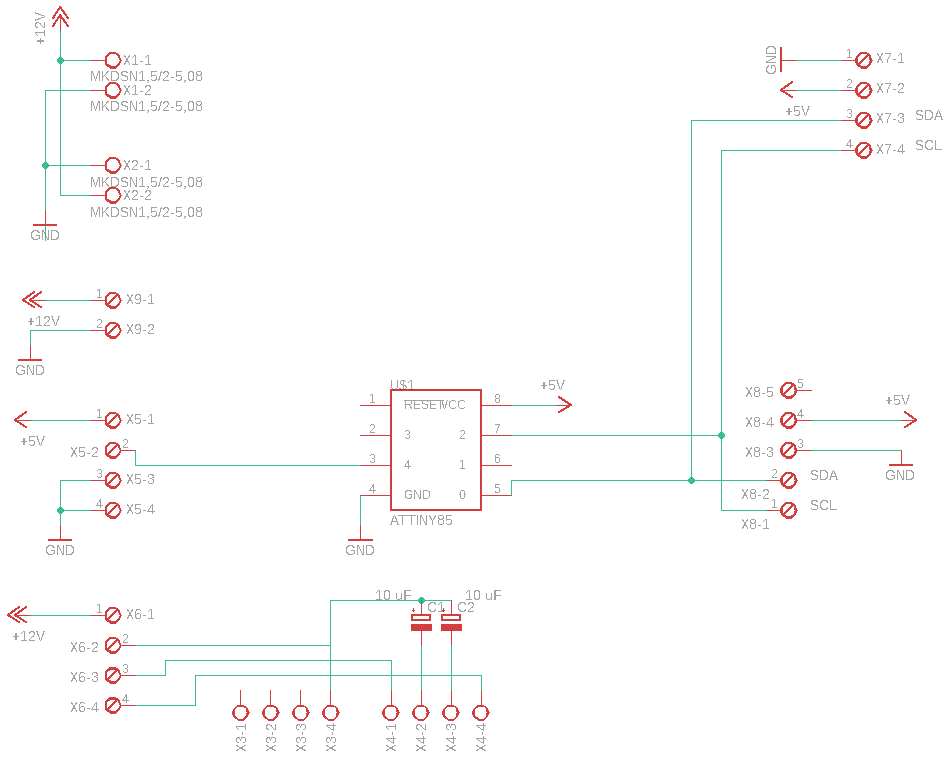 +12V
X1-1
MKDSN1,5/2-5,08
X1-2
MKDSN1,5/2-5,08
X2-1
MKDSN1,5/2-5,08
X2-2
MKDSN1,5/2-5,08
GND
1 X9-1
+12V
2 X9-2
GND
1 X5-1
+5V
X5-2 2
3 X5-3
4 X5-4
GND
1 X6-1
+12V
X6-2 2
X6-3 3
X6-4 4
U$1
1 RESET VCC 8
2 3 2 7
3 4 1 6
4 GND 0 5
ATTINY85
+5V
GND
10 uF 10 uF
C1 C2
X3-1 X3-2 X3-3 X3-4 X4-1 X4-2 X4-3 X4-4
GND 1 X7-1
2 X7-2
+5V
3 X7-3 SDA
4 X7-4 SCL
X8-5 5
X8-4 4 +5V
X8-3 3
GND
2 SDA
X8-2
1 SCL
X8-1